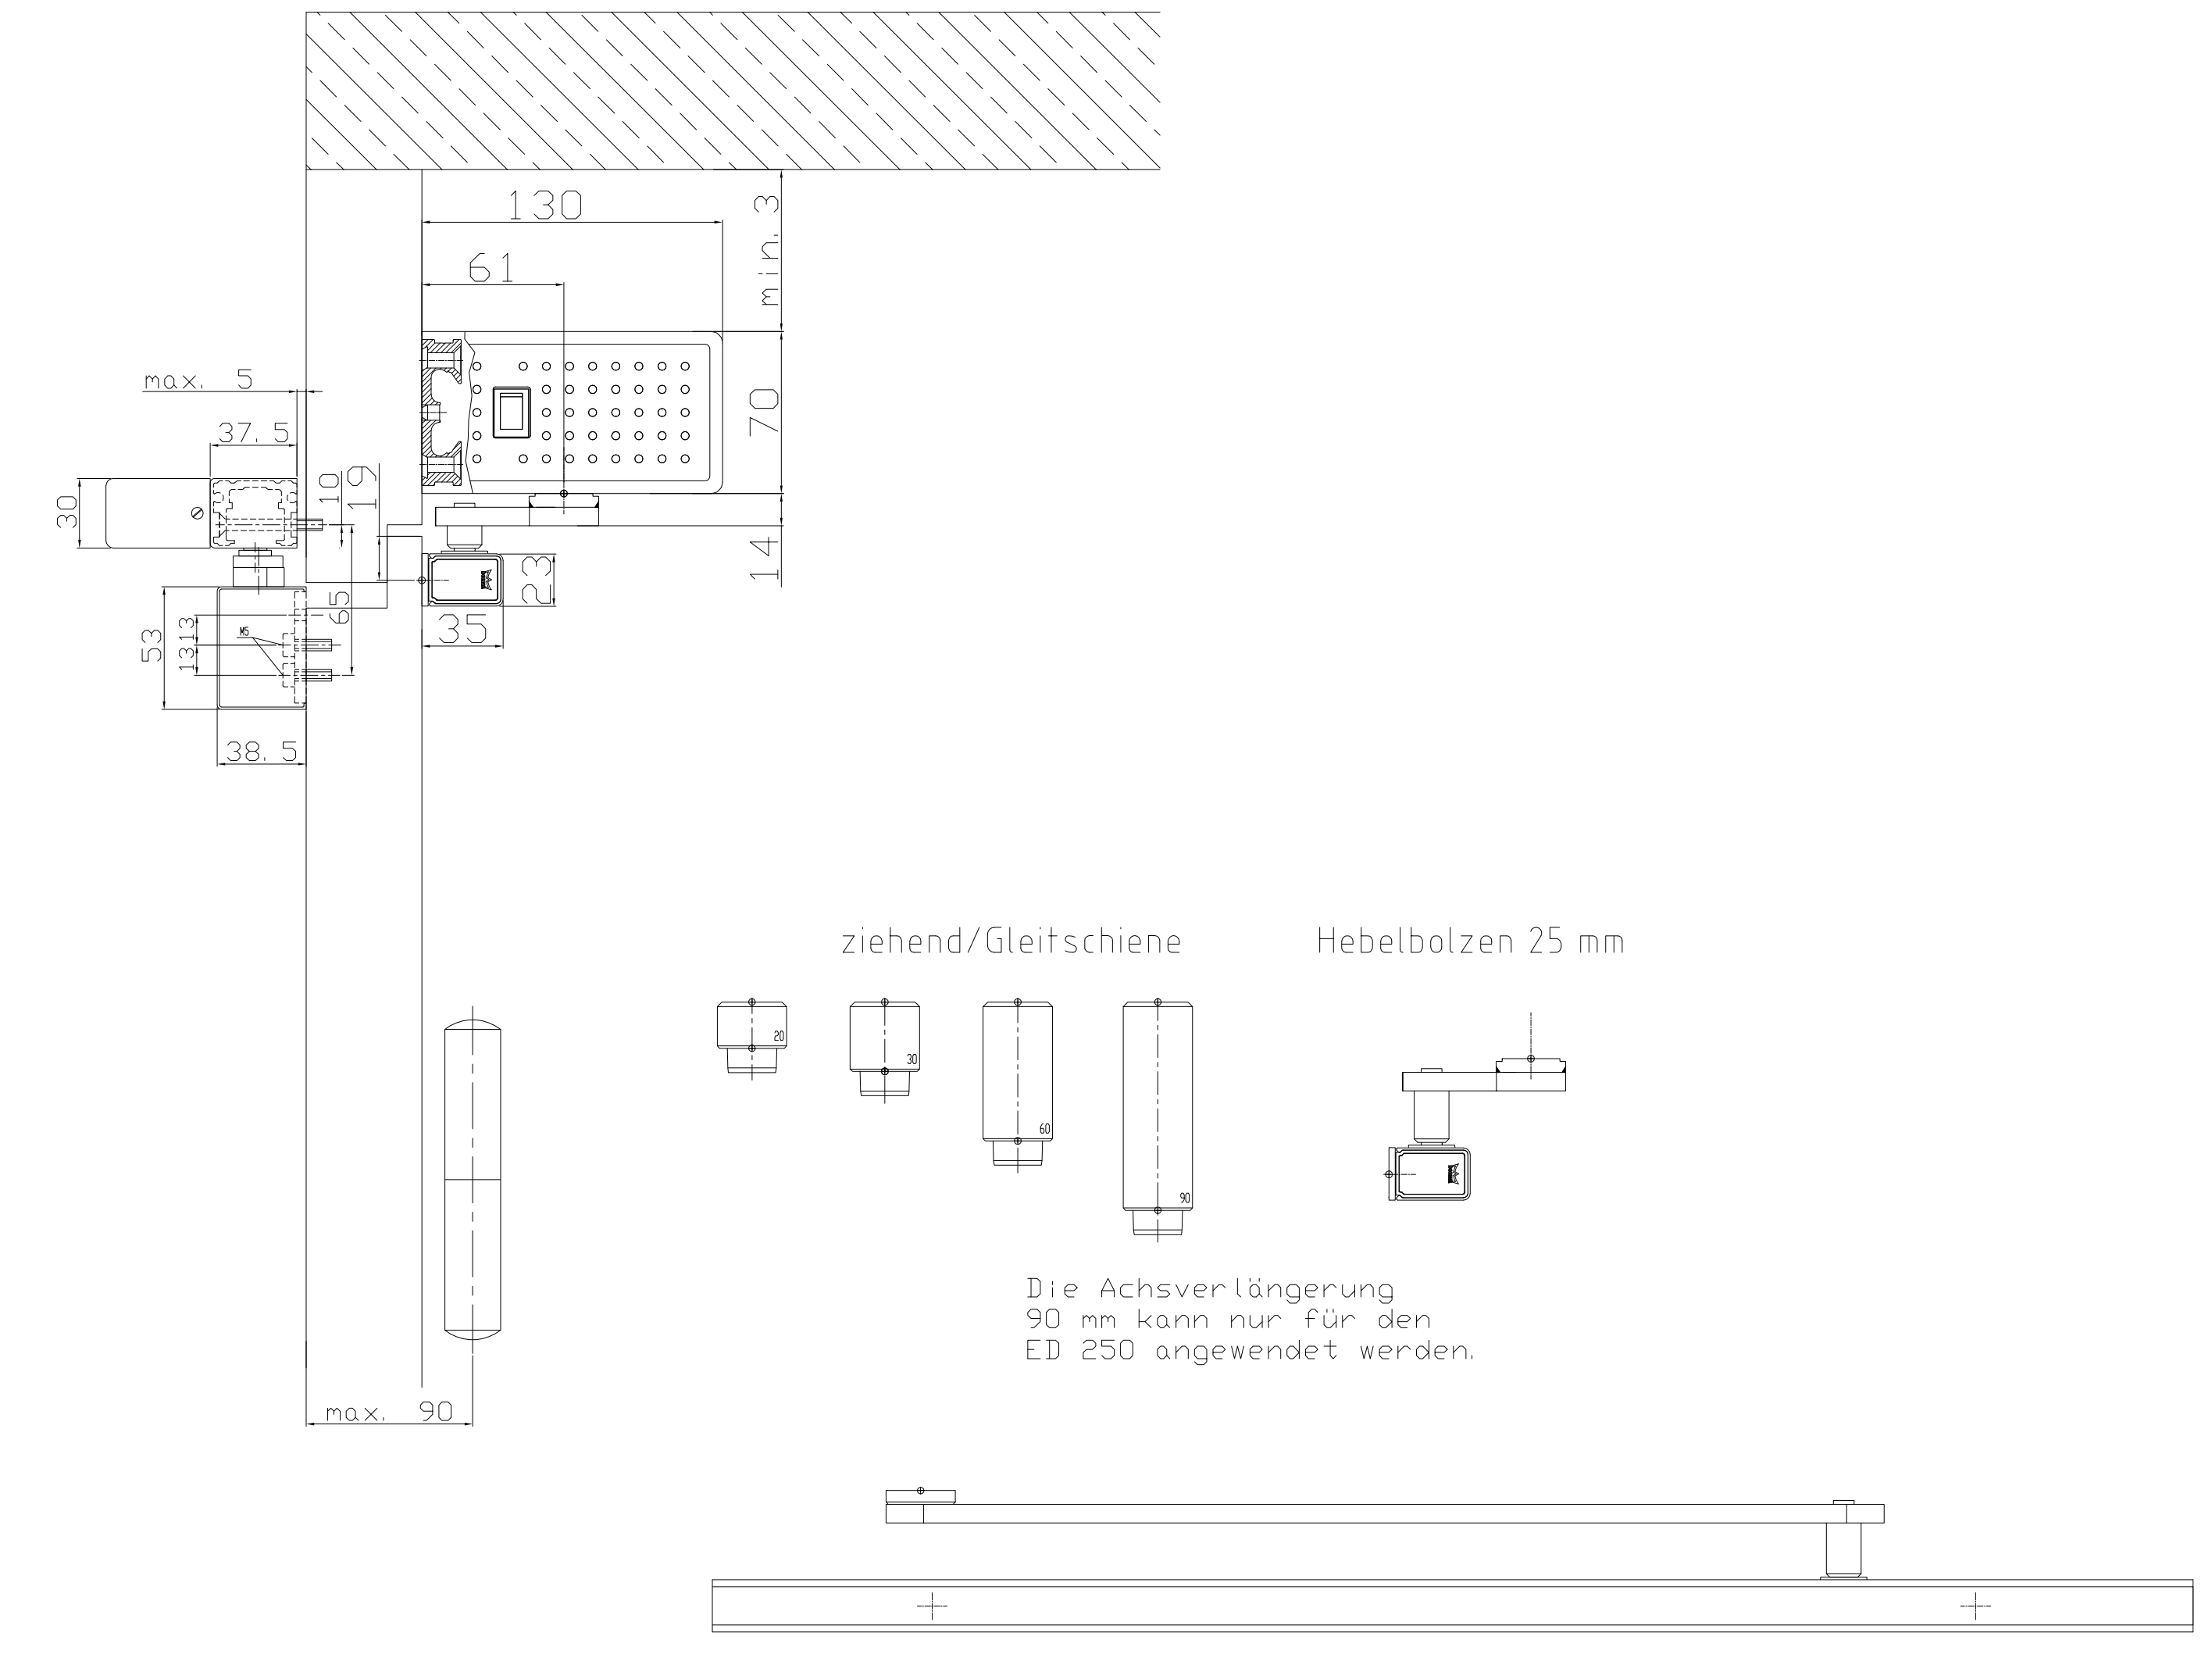 130
min. 3
61
max. 5
70
37.5
30
10
19
14
23
65
35
53
13
13
M5
38.5
ziehend/Gleitschiene
Hebelbolzen 25 mm
20
30
60
90
Die Achsverlängerung
90 mm kann nur für den
ED 250 angewendet werden.
max. 90